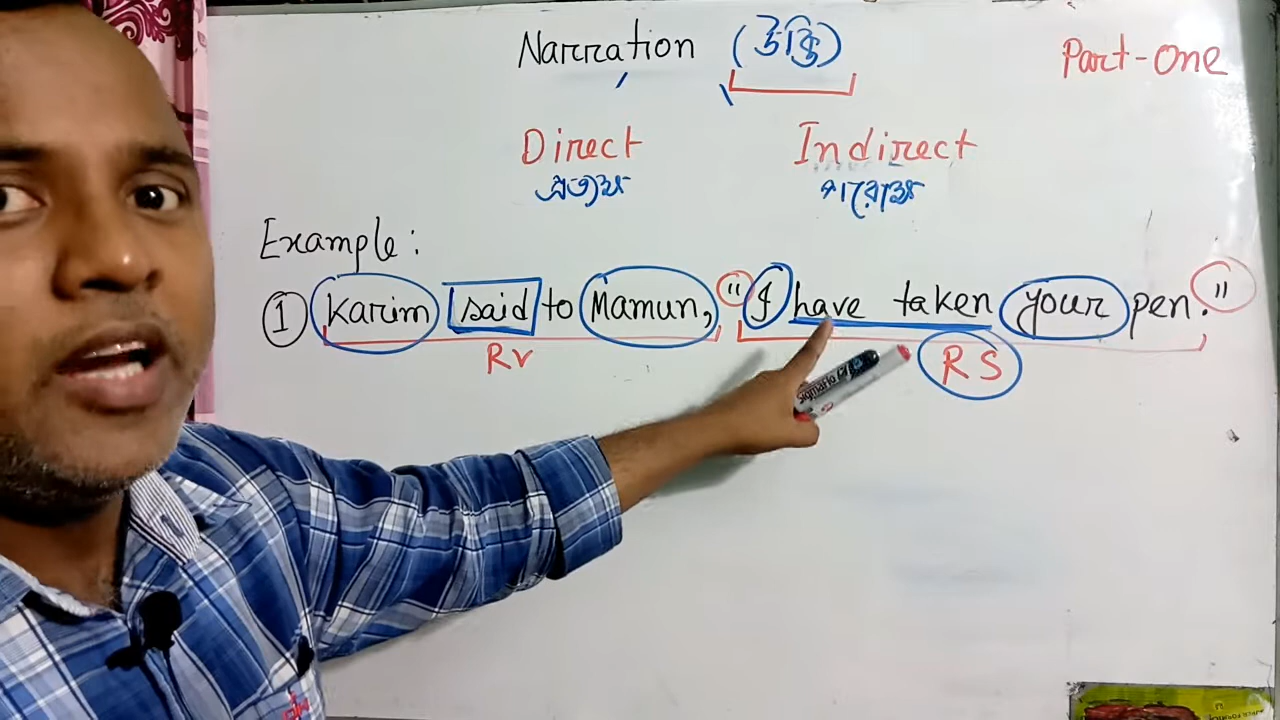 Narration (উক্তি)
Part-One
Direct
Indirect
প্রত্যক্ষ
পরোক্ষ
Example:
① Karim said to Mamun, "I have taken your pen."
RV
RS